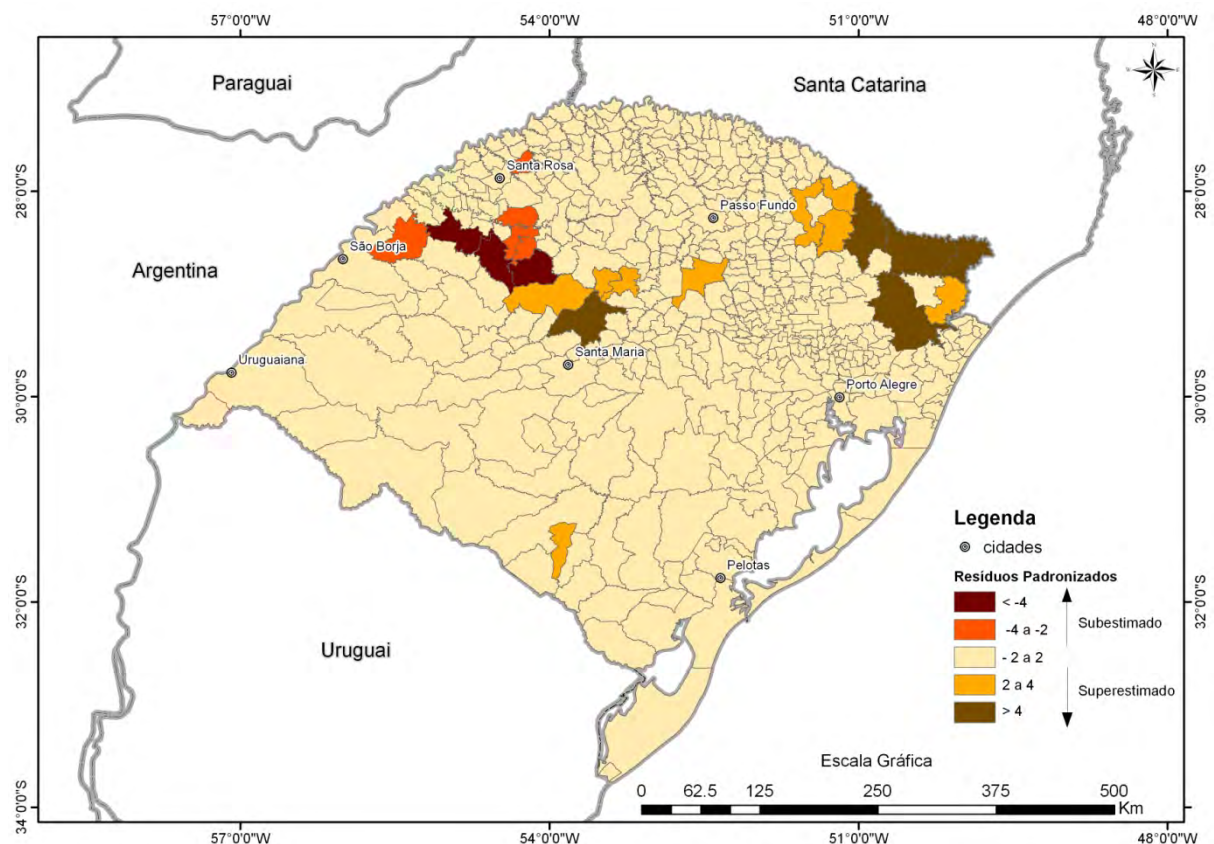 57°0'0"W 54°0'0"W 51°0'0"W 48°0'0"W
Paraguai
Santa Catarina
N
Santa Rosa
28°0'0"S
28°0'0"S
Passo Fundo
São Borja
Argentina
Santa Maria
Uruguaiana
Porto Alegre
30°0'0"S
30°0'0"S
Legenda
cidades
Pelotas
Resíduos Padronizados
< -4
-4 a -2
Subestimado
- 2 a 2
2 a 4
Superestimado
> 4
32°0'0"S
32°0'0"S
Uruguai
Escala Gráfica
0 62.5 125 250 375 500
Km
34°0'0"S
34°0'0"S
57°0'0"W 54°0'0"W 51°0'0"W 48°0'0"W